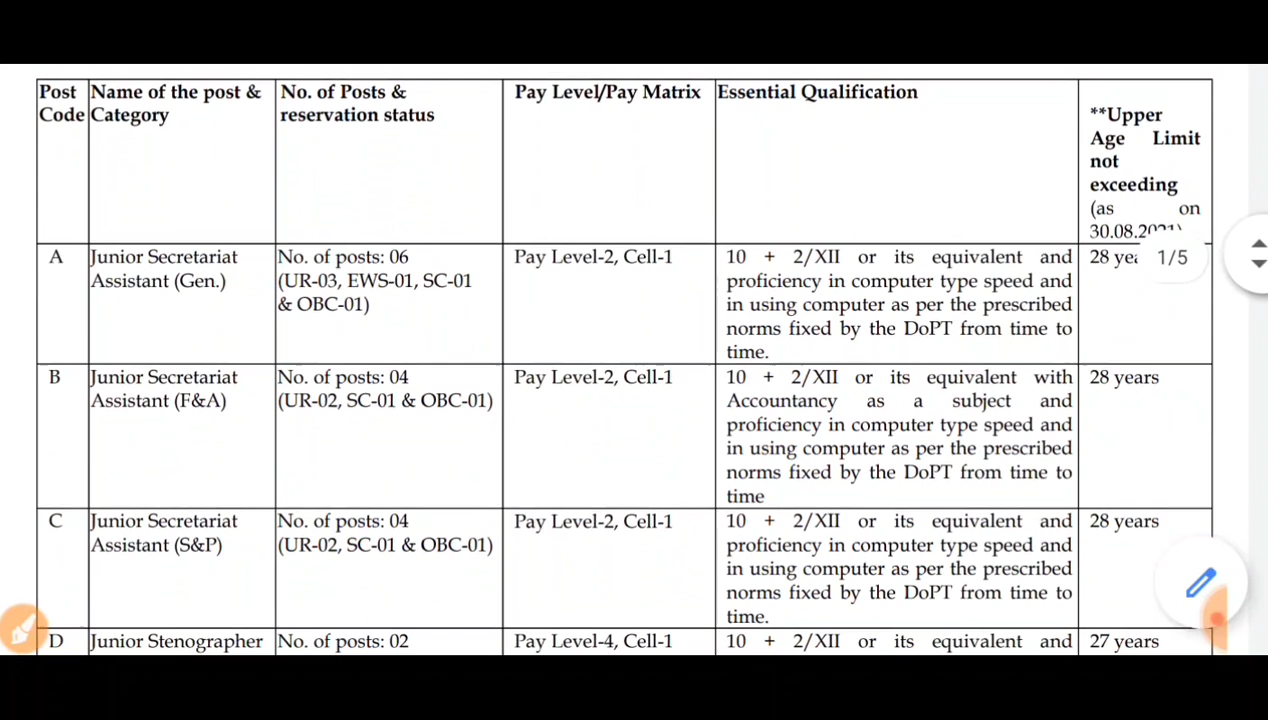 Post Code
Name of the post & Category
No. of Posts & reservation status
Pay Level/Pay Matrix
Essential Qualification
**Upper
Age Limit
not
exceeding
(as on
30.08.2021)
A
Junior Secretariat
Assistant (Gen.)
No. of posts: 06
(UR-03, EWS-01, SC-01
& OBC-01)
Pay Level-2, Cell-1
10 + 2/XII or its equivalent and
proficiency in computer type speed and
in using computer as per the prescribed
norms fixed by the DoPT from time to
time.
28
1/5
B
Junior Secretariat
Assistant (F&A)
No. of posts: 04
(UR-02, SC-01 & OBC-01)
Pay Level-2, Cell-1
10 + 2/XII or its equivalent with
Accountancy as a subject and
proficiency in computer type speed and
in using computer as per the prescribed
norms fixed by the DoPT from time to
time
28 years
C
Junior Secretariat
Assistant (S&P)
No. of posts: 04
(UR-02, SC-01 & OBC-01)
Pay Level-2, Cell-1
10 + 2/XII or its equivalent and
proficiency in computer type speed and
in using computer as per the prescribed
norms fixed by the DoPT from time to
time.
28 years
D
Junior Stenographer
No. of posts: 02
Pay Level-4, Cell-1
10 + 2/XII or its equivalent and
27 years